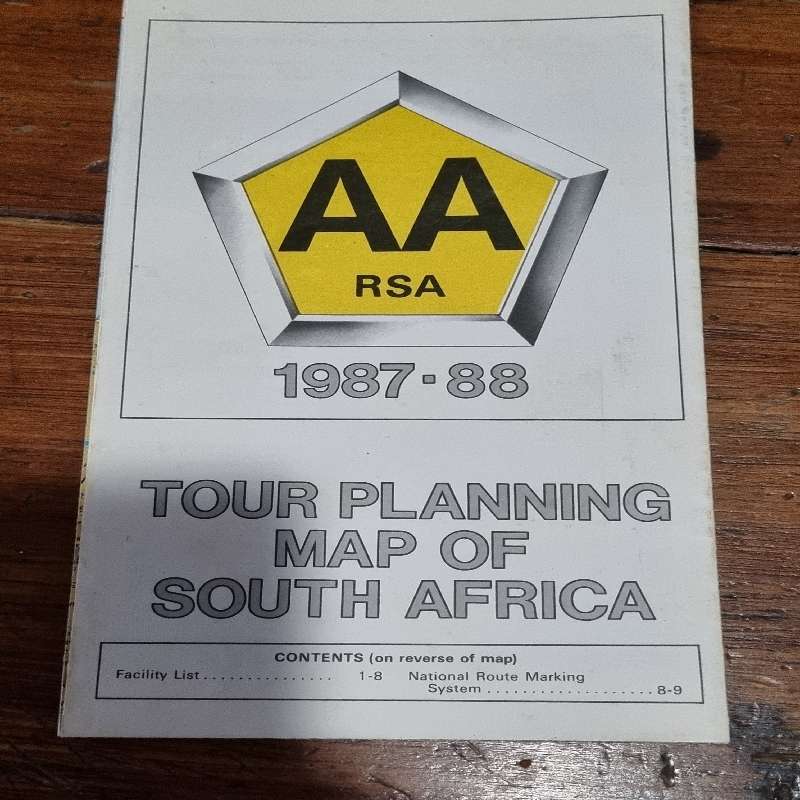 AA
RSA
1987·88
TOUR PLANNING
MAP OF
SOUTH AFRICA
CONTENTS (on reverse of map)
Facility List . . . . . . . . . . . . . . . 1-8 National Route Marking
System . . . . . . . . . . . . . . . . . . . 8-9